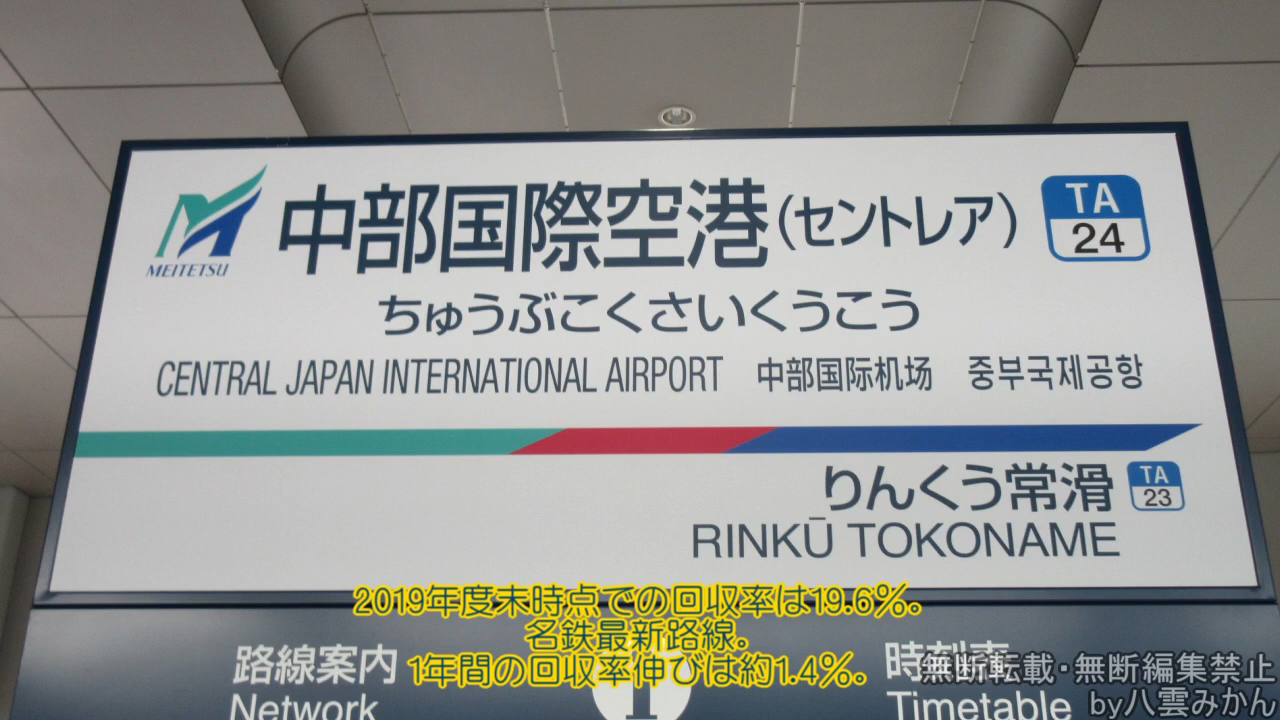 中部国際空港(セントレア)
TA
24
MEITETSU
ちゅうぶこくさいくうこう
CENTRAL JAPAN INTERNATIONAL AIRPORT 中部国际机场 중부국제공항
りんくう常滑
TA
23
RINKŪ TOKONAME
2019年度末時点での回収率は19.6%。
名鉄最新路線。
1年間の回収率伸びは約1.4%。
路線案内
Network
1
時刻表
Timetable
無断転載・無断編集禁止
by八雲みかん